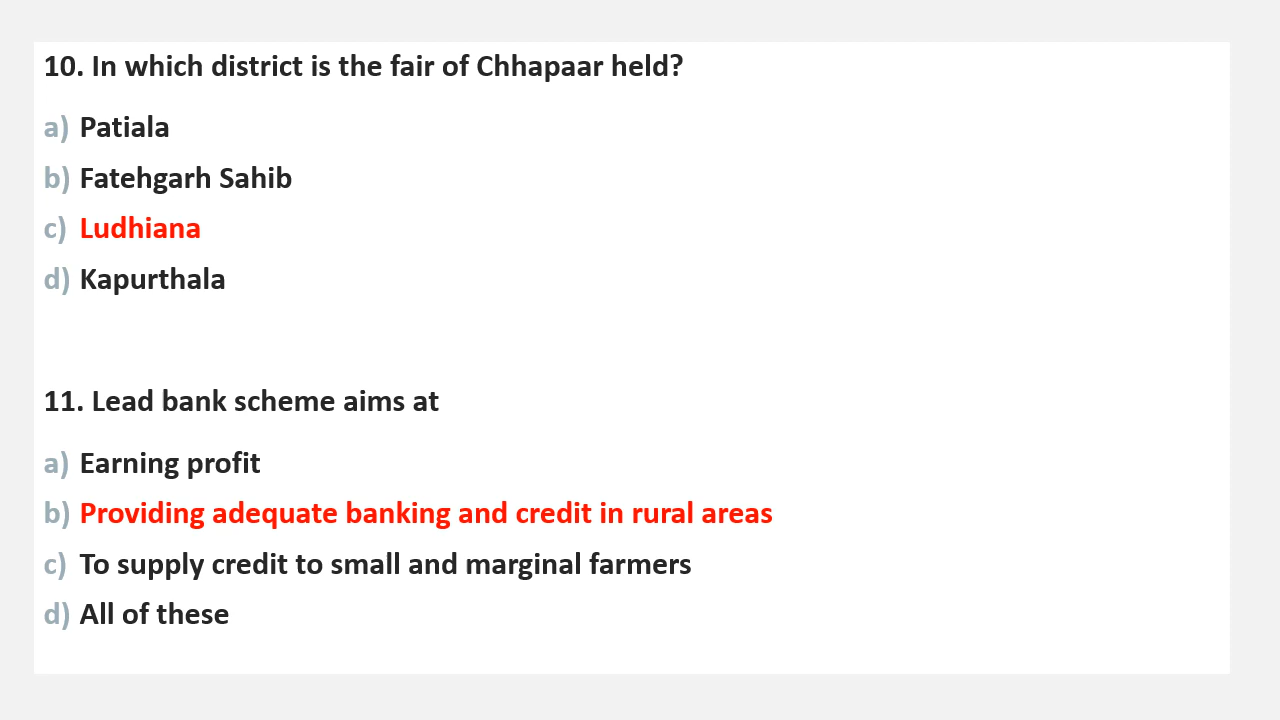 10. In which district is the fair of Chhapaar held?
a) Patiala
b) Fatehgarh Sahib
c) Ludhiana
d) Kapurthala
11. Lead bank scheme aims at
a) Earning profit
b) Providing adequate banking and credit in rural areas
c) To supply credit to small and marginal farmers
d) All of these